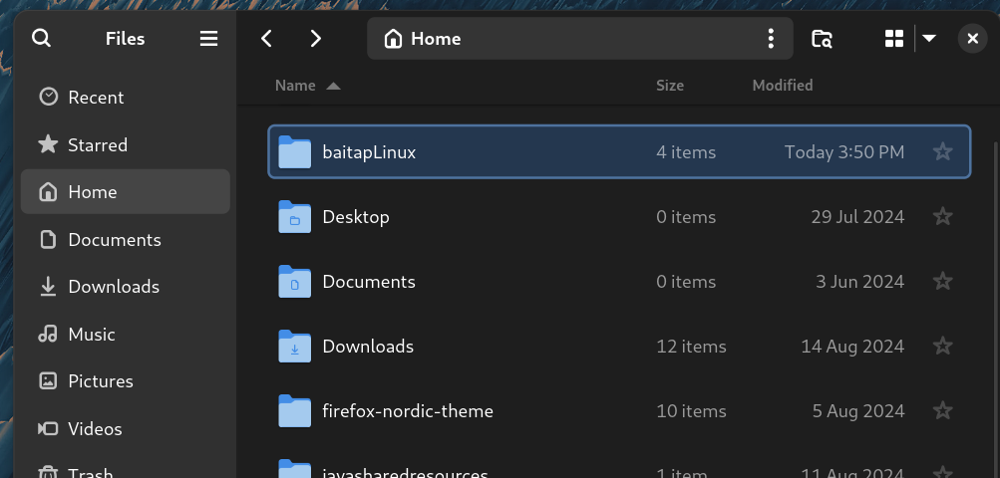 Files
Home
Name Size Modified
Recent
Starred
Home
Documents
Downloads
Music
Pictures
Videos
Trash
baitapLinux 4 items Today 3:50 PM
Desktop 0 items 29 Jul 2024
Documents 0 items 3 Jun 2024
Downloads 12 items 14 Aug 2024
firefox-nordic-theme 10 items 5 Aug 2024
javasharedresources 1 item 11 Aug 2024